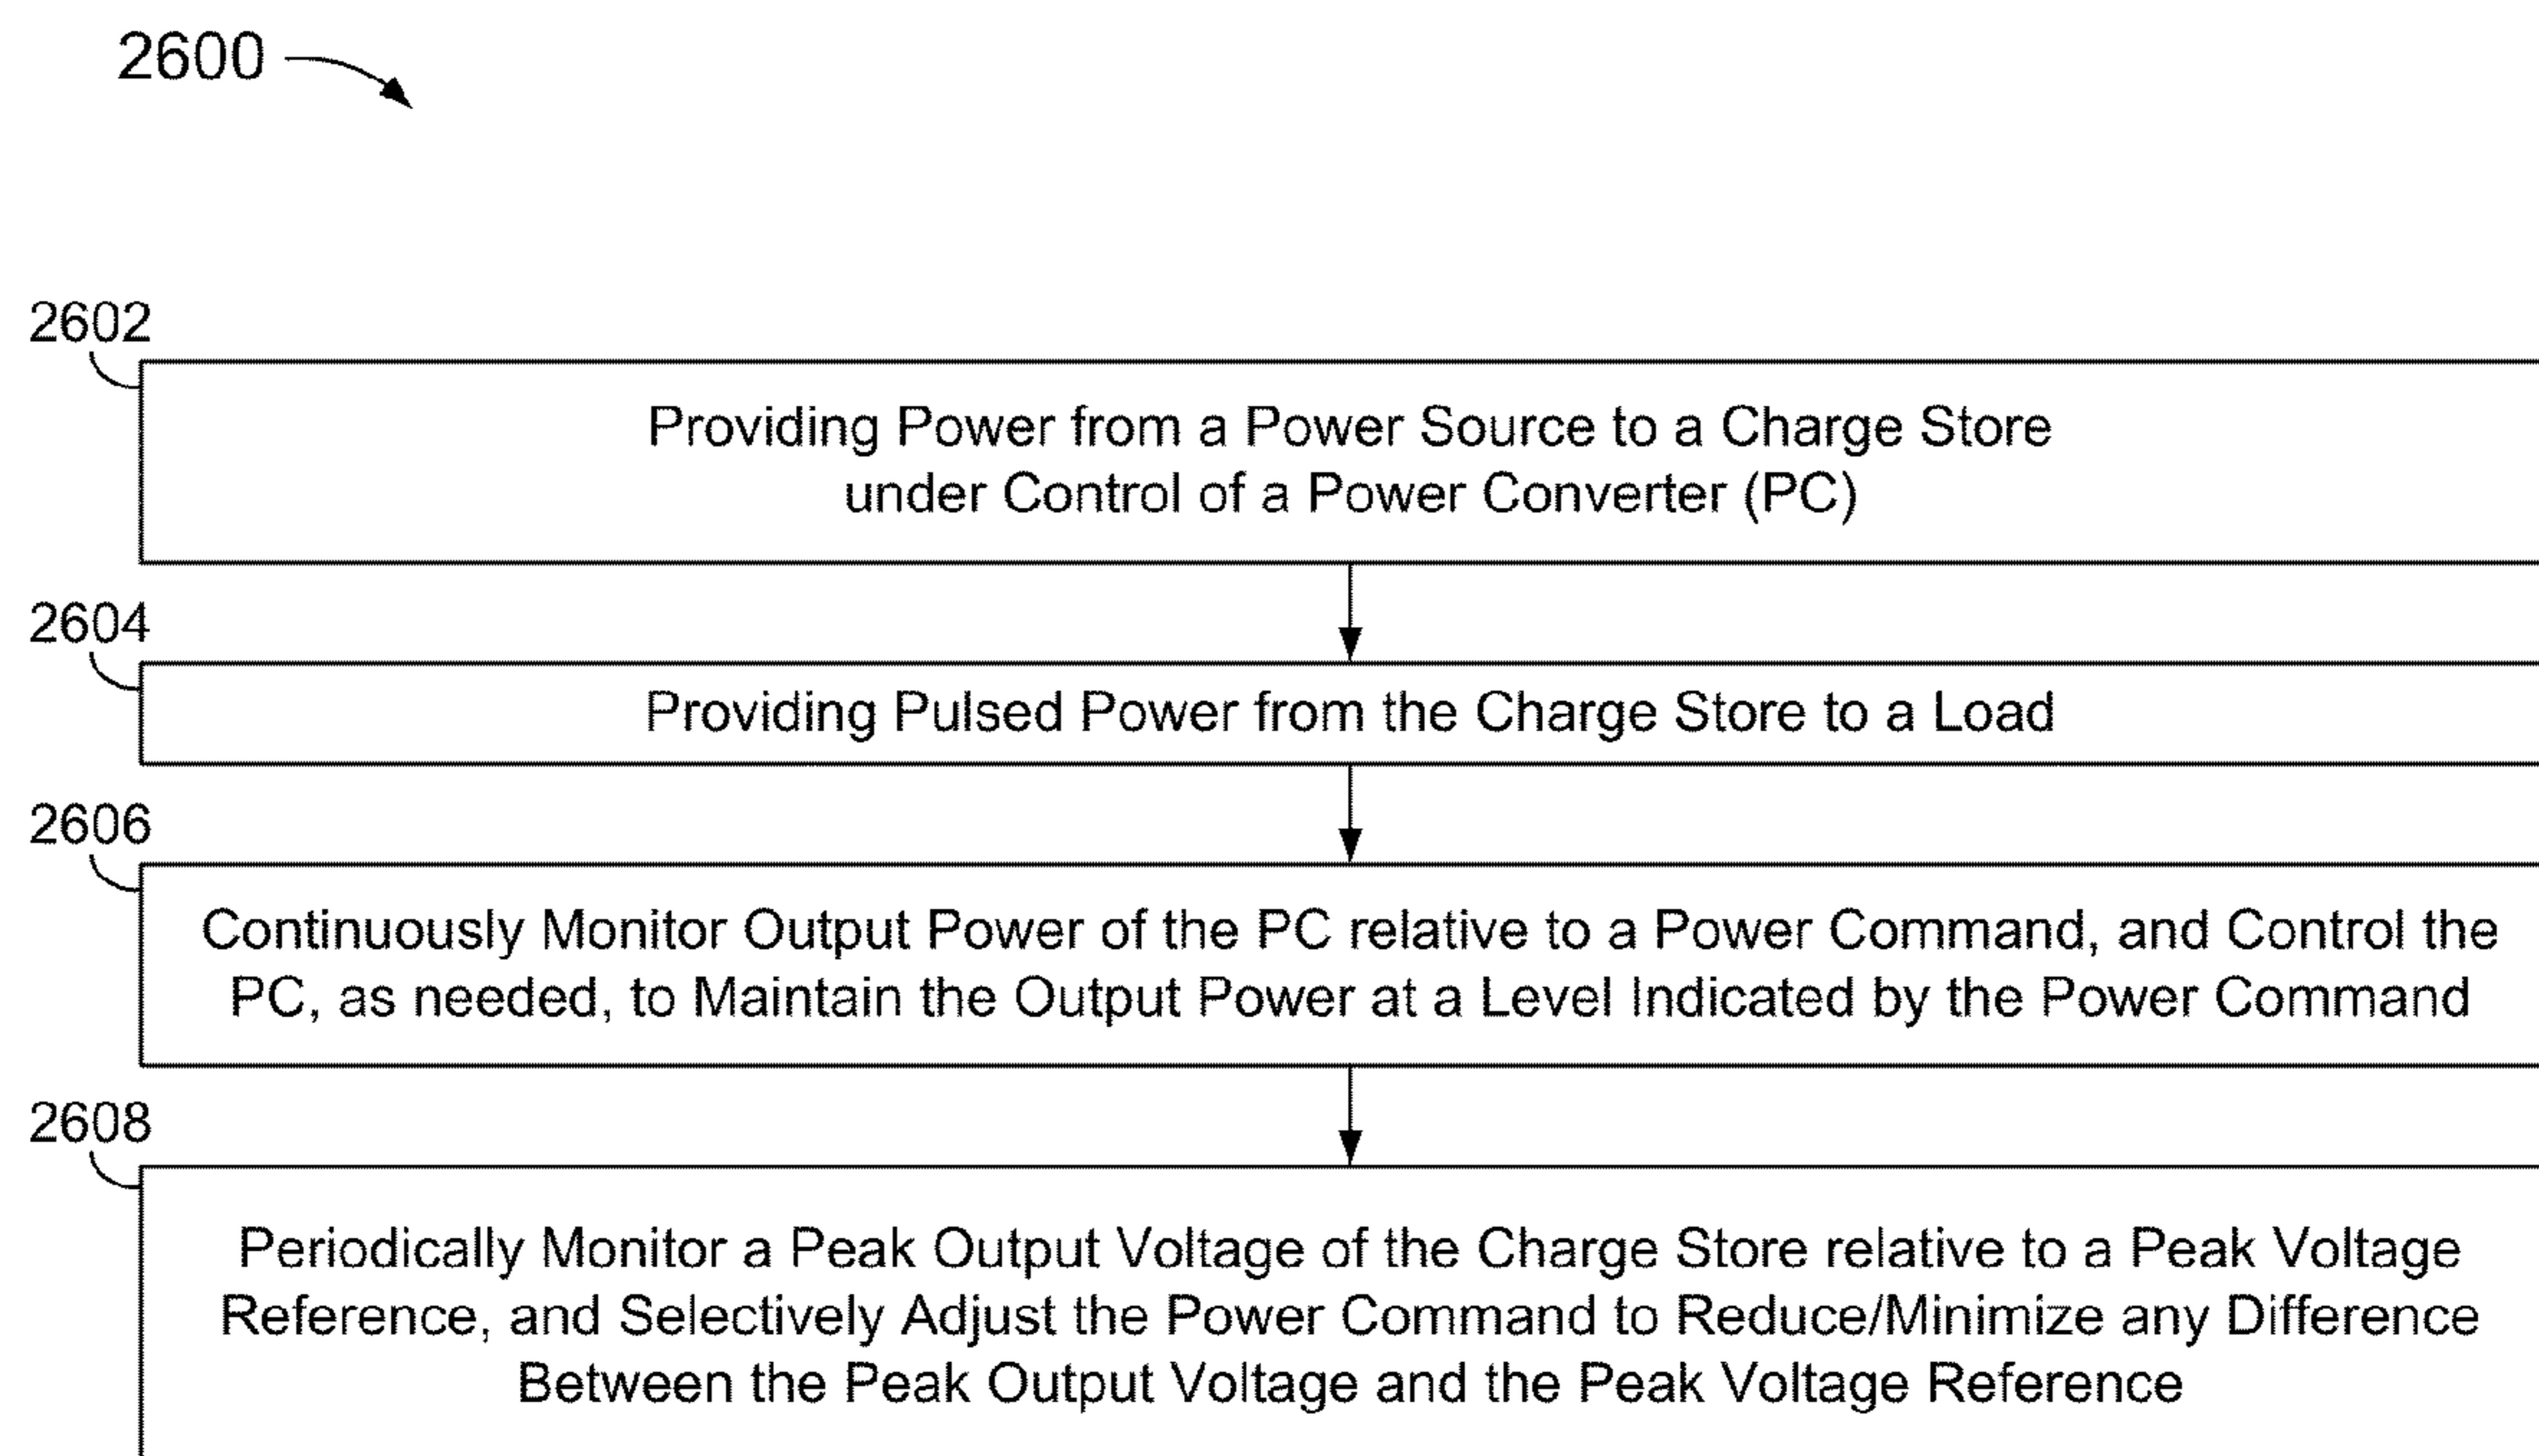 2600
2602
Providing Power from a Power Source to a Charge Store
under Control of a Power Converter (PC)
2604
Providing Pulsed Power from the Charge Store to a Load
2606
Continuously Monitor Output Power of the PC relative to a Power Command, and Control the
PC, as needed, to Maintain the Output Power at a Level Indicated by the Power Command
2608
Periodically Monitor a Peak Output Voltage of the Charge Store relative to a Peak Voltage
Reference, and Selectively Adjust the Power Command to Reduce/Minimize any Difference
Between the Peak Output Voltage and the Peak Voltage Reference